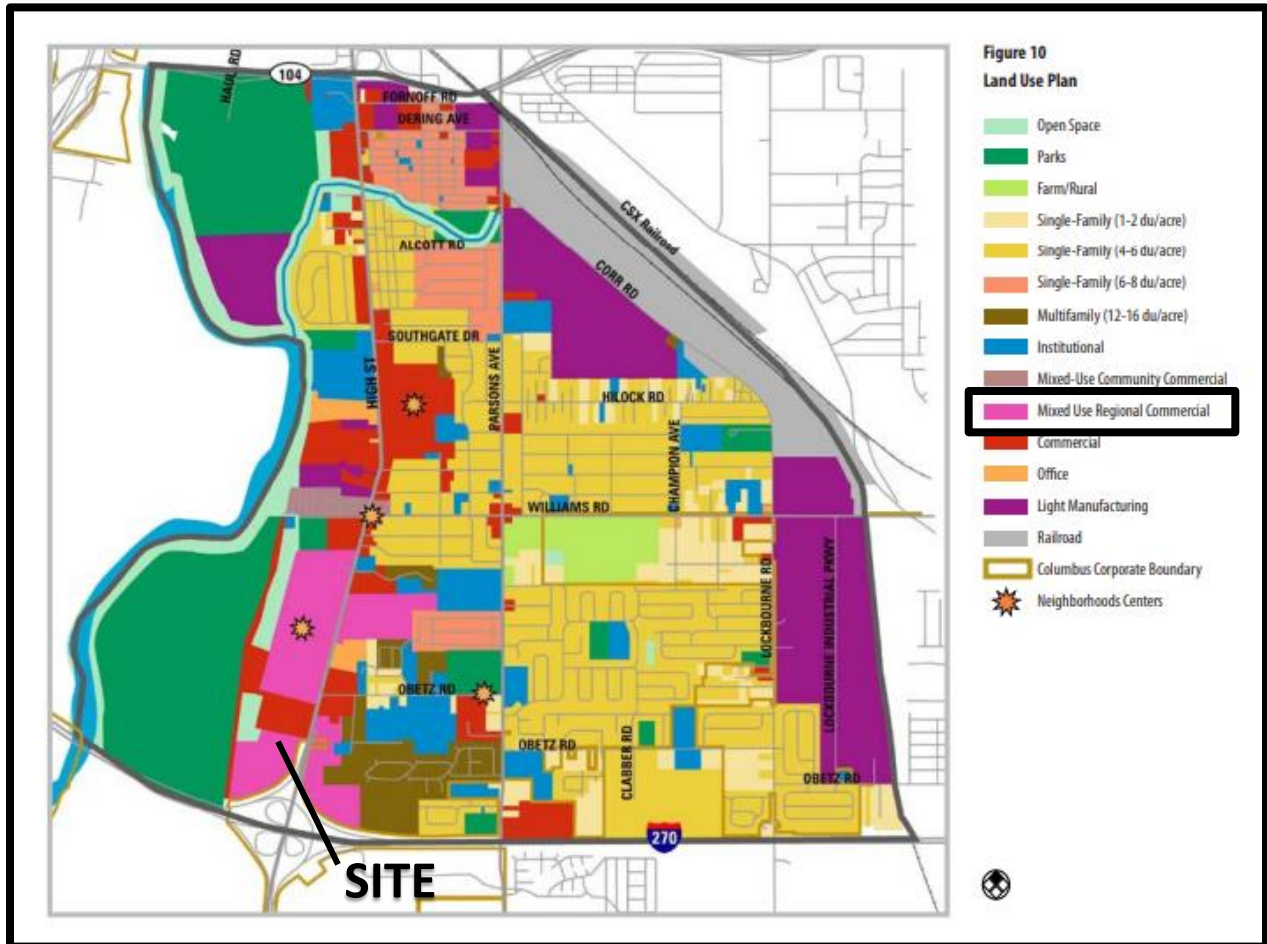 Figure 10
Land Use Plan
Open Space
Parks
Farm/Rural
Single-Family (1-2 du/acre)
Single-Family (4-6 du/acre)
Single-Family (6-8 du/acre)
Multifamily (12-16 du/acre)
Institutional
Mixed-Use Community Commercial
Mixed Use Regional Commercial
Commercial
Office
Light Manufacturing
Railroad
Columbus Corporate Boundary
Neighborhoods Centers
HAUL RD
104
FORNOFF RD
DERING AVE
CSX Railroad
ALCOTT RD
CORR RD
SOUTHGATE DR
HIGH ST
PARSONS AVE
HILOCK RD
CHAMPION AVE
WILLIAMS RD
LOCKBOURNE RD
LOCKBOURNE INDUSTRIAL PKWY
OBETZ RD
OBETZ RD
CLABBER RD
OBETZ RD
270
SITE